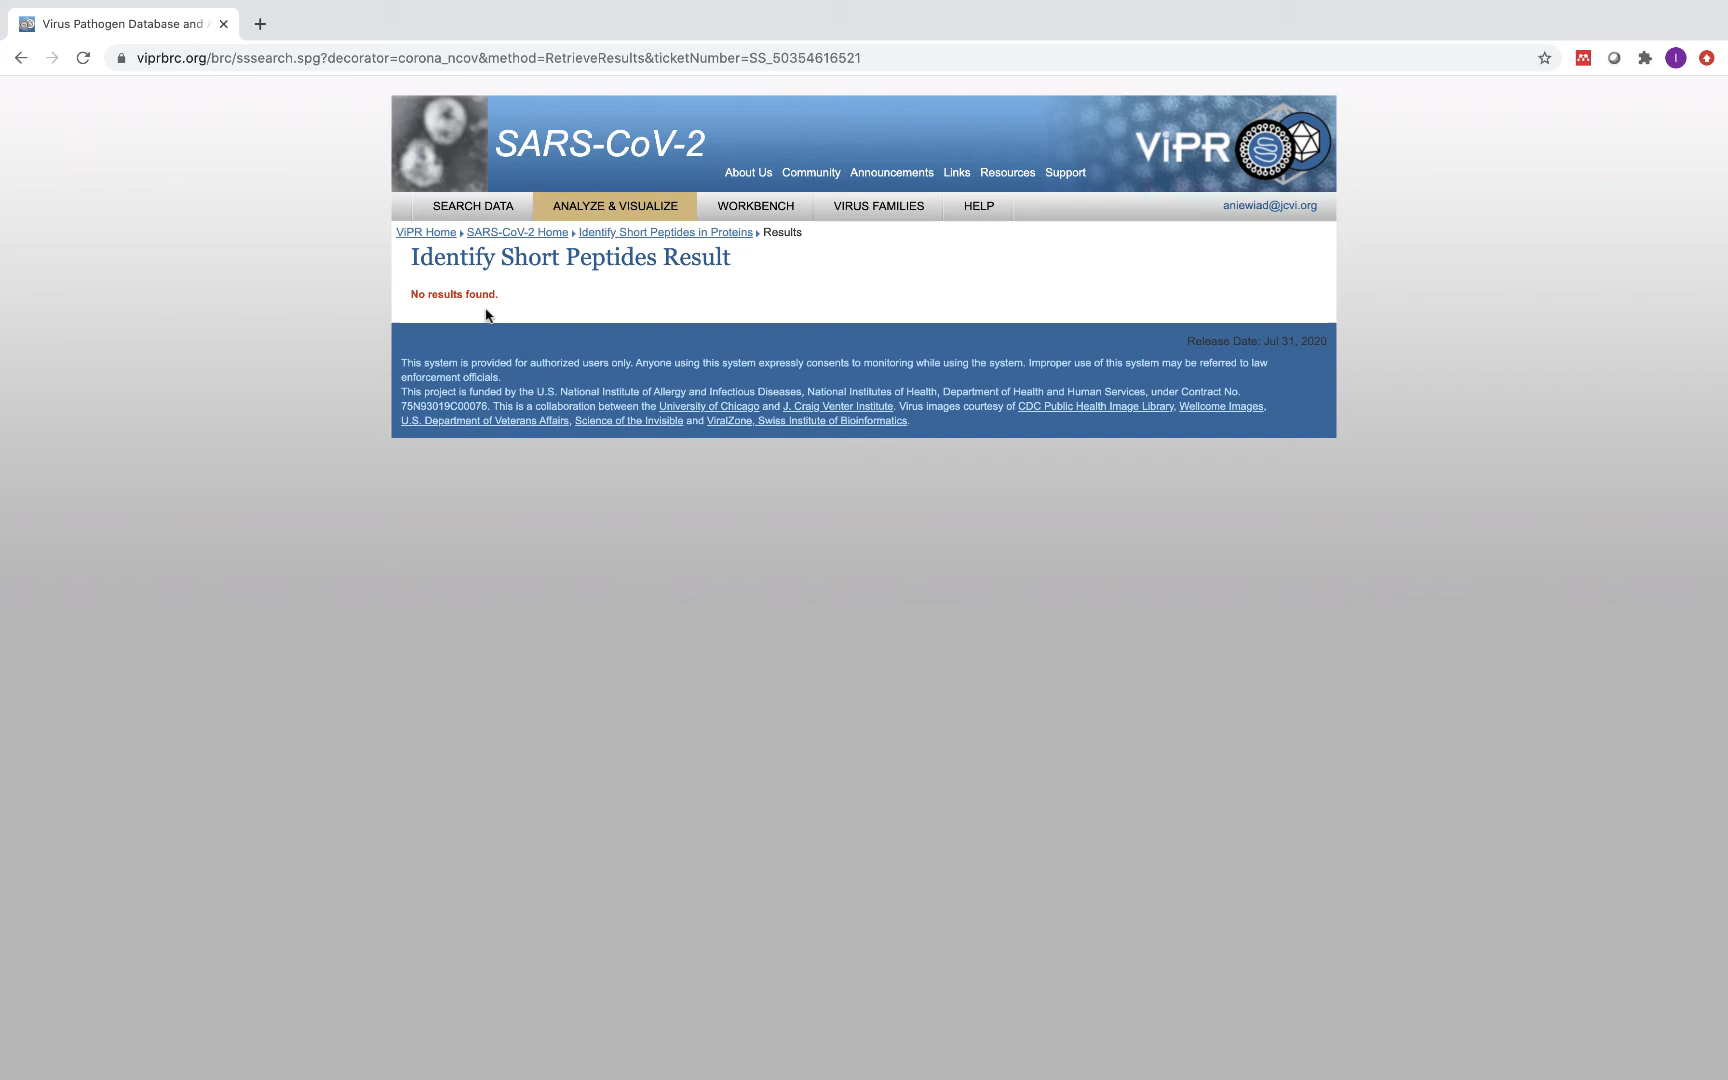 Virus Pathogen Database and
viprbrc.org/brc/sssearch.spg?decorator=corona_ncov&method=RetrieveResults&ticketNumber=SS_50354616521
I
SARS-CoV-2
ViPR
About Us Community Announcements Links Resources Support
SEARCH DATA ANALYZE & VISUALIZE WORKBENCH VIRUS FAMILIES HELP aniewiad@jcvi.org
ViPR Home SARS-CoV-2 Home Identify Short Peptides in Proteins Results
Identify Short Peptides Result
No results found.
Release Date: Jul 31, 2020
This system is provided for authorized users only. Anyone using this system expressly consents to monitoring while using the system. Improper use of this system may be referred to law
enforcement officials.
This project is funded by the U.S. National Institute of Allergy and Infectious Diseases, National Institutes of Health, Department of Health and Human Services, under Contract No.
75N93019C00076. This is a collaboration between the University of Chicago and J. Craig Venter Institute. Virus images courtesy of CDC Public Health Image Library, Wellcome Images,
U.S. Department of Veterans Affairs, Science of the Invisible and ViralZone, Swiss Institute of Bioinformatics.